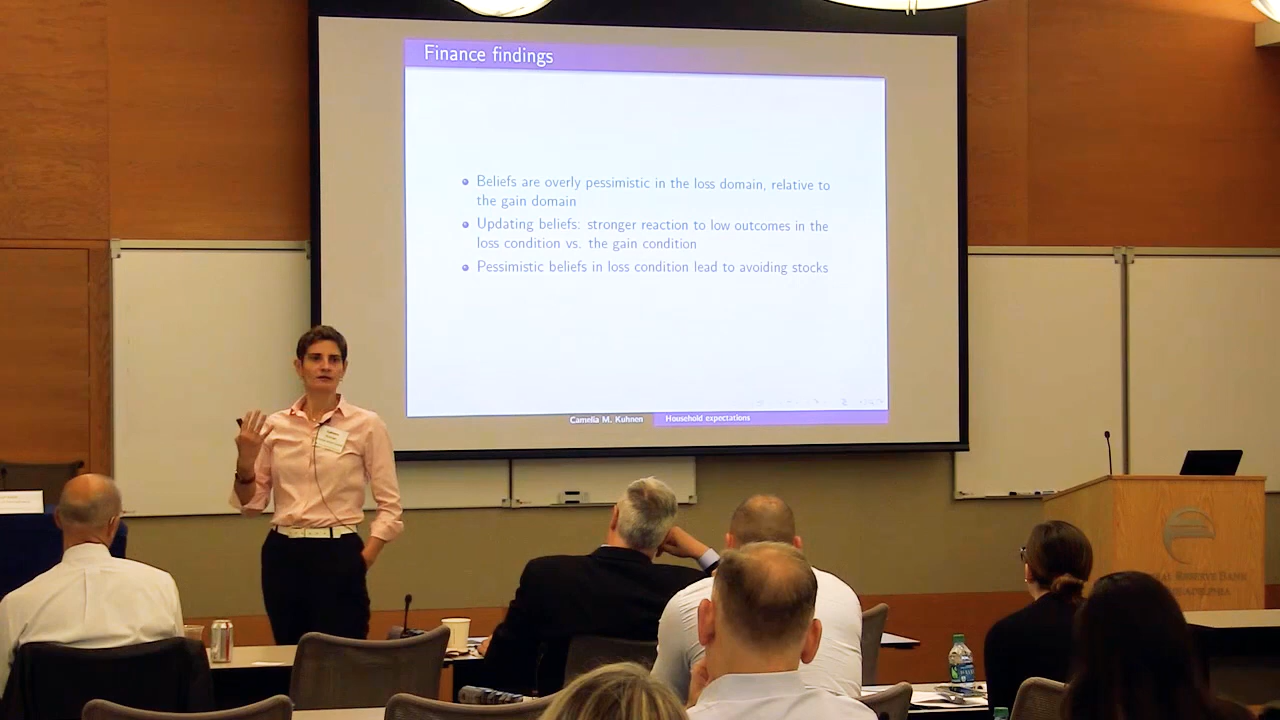 Finance findings
Beliefs are overly pessimistic in the loss domain, relative to
the gain domain
Updating beliefs: stronger reaction to low outcomes in the
loss condition vs. the gain condition
Pessimistic beliefs in loss condition lead to avoiding stocks
Camelia M. Kuhnen
Household expectations
Reserve Bank